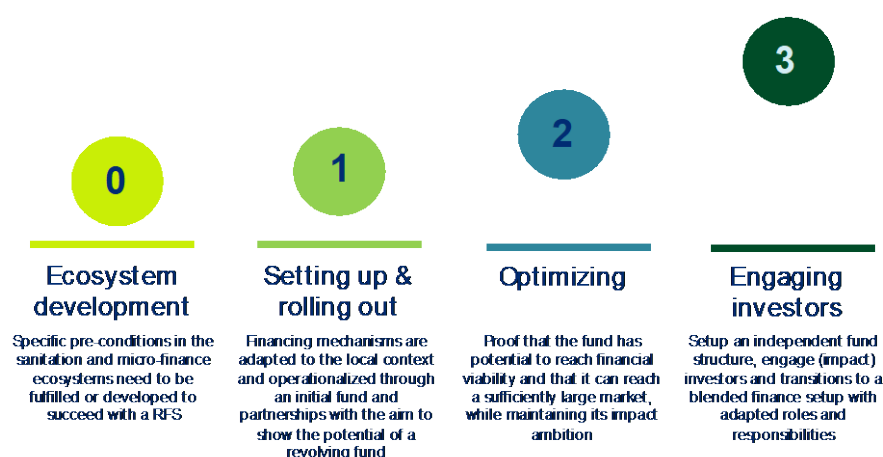 0
Ecosystem
development
Specific pre-conditions in the
sanitation and micro-finance
ecosystems need to be
fulfilled or developed to
succeed with a RFS
1
Setting up &
rolling out
Financing mechanisms are
adapted to the local context
and operationalized through
an initial fund and
partnerships with the aim to
show the potential of a
revolving fund
2
Optimizing
Proof that the fund has
potential to reach financial
viability and that it can reach
a sufficiently large market,
while maintaining its impact
ambition
3
Engaging
investors
Setup an independent fund
structure, engage (impact)
investors and transitions to a
blended finance setup with
adapted roles and
responsibilities